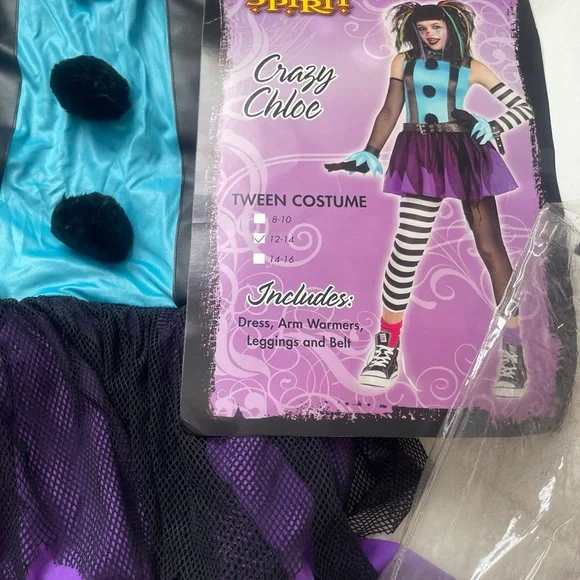 SPIRIT
Crazy
Chloe
TWEEN COSTUME
8-10
12-14
14-16
Includes:
Dress, Arm Warmers,
Leggings and Belt